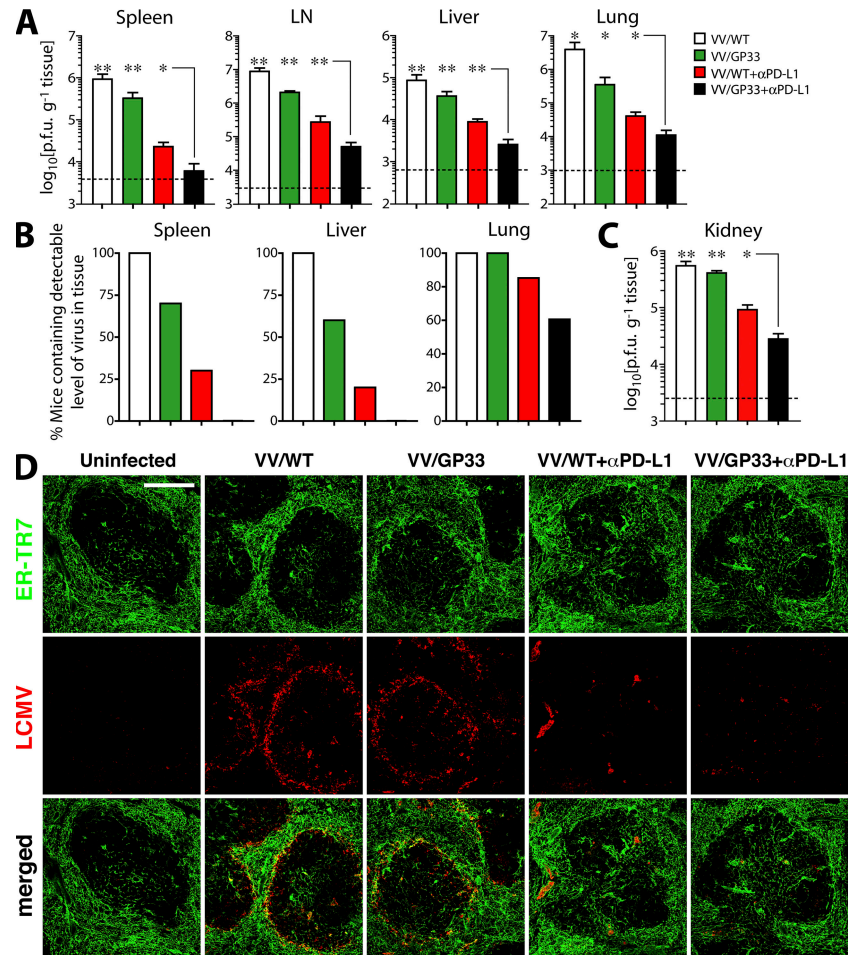 A
Spleen
LN
Liver
Lung
log10[p.f.u. g-1 tissue]
7
6
5
4
3
** ** *
8
7
6
5
4
3
** ** **
6
5
4
3
2
** ** **
7
6
5
4
3
2
* * *
VV/WT
VV/GP33
VV/WT+αPD-L1
VV/GP33+αPD-L1
B
Spleen
Liver
Lung
% Mice containing detectable
level of virus in tissue
100
75
50
25
0
100
75
50
25
0
100
80
60
40
20
0
C
Kidney
log10[p.f.u. g-1 tissue]
6
5
4
3
** ** *
D
Uninfected
VV/WT
VV/GP33
VV/WT+αPD-L1
VV/GP33+αPD-L1
ER-TR7
LCMV
merged